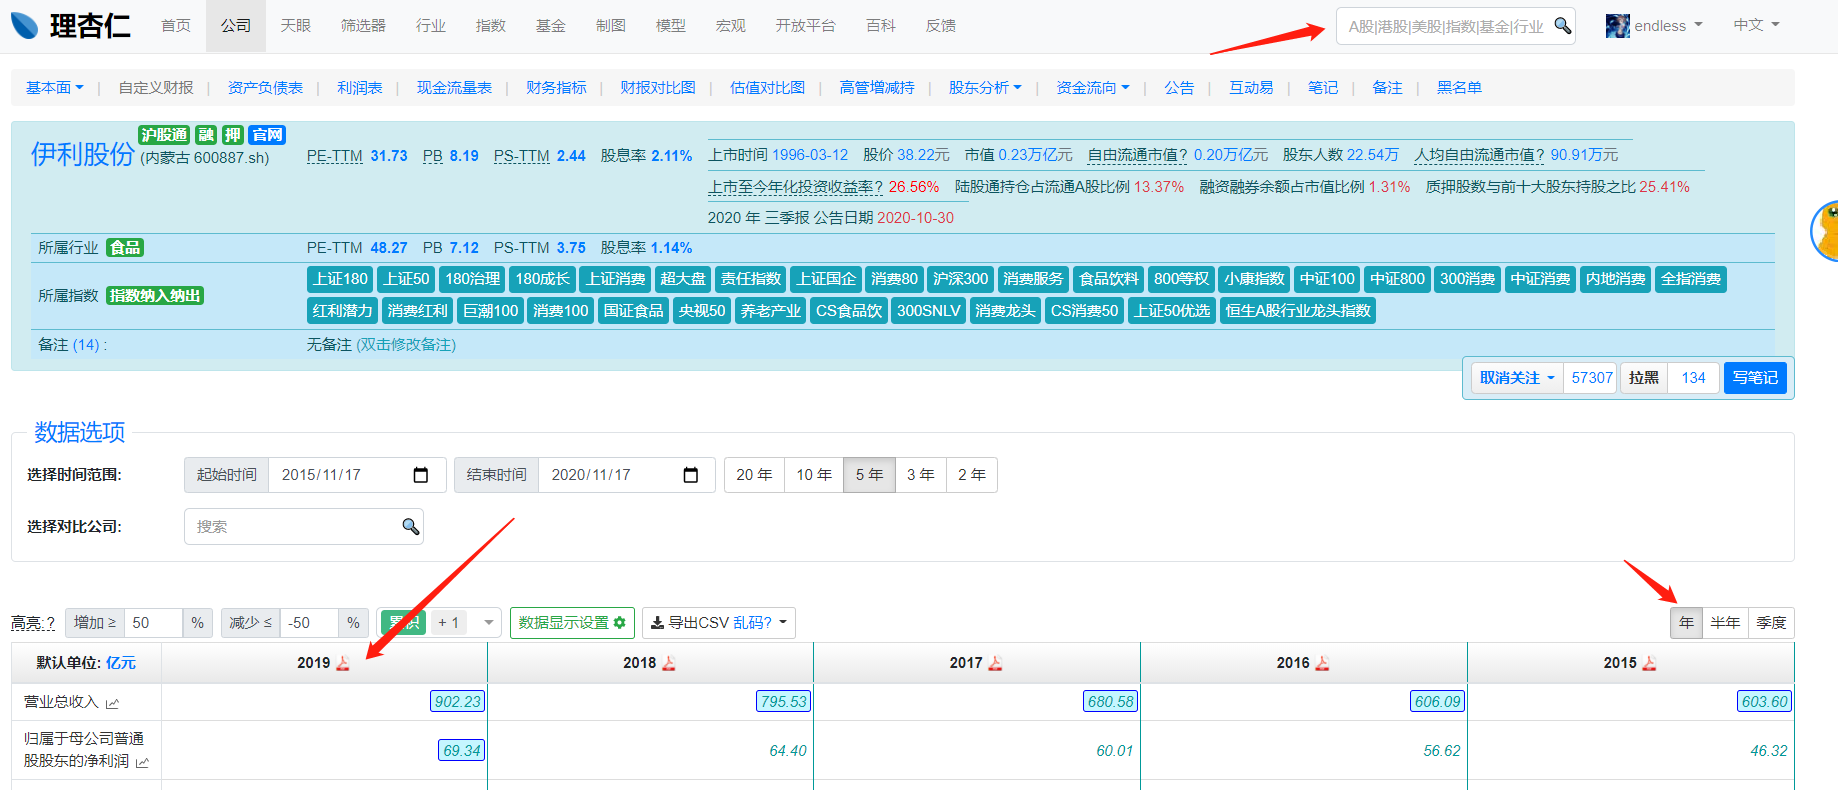 理杏仁 首页 公司 天眼 筛选器 行业 指数 基金 制图 模型 宏观 开放平台 百科 反馈 A股|港股|美股|指数|基金|行业 endless 中文
基本面 | 自定义财报 | 资产负债表 | 利润表 | 现金流量表 | 财务指标 | 财报对比图 | 估值对比图 | 高管增减持 | 股东分析 | 资金流向 | 公告 | 互动易 | 笔记 | 备注 | 黑名单
沪股通 融 押 官网
伊利股份 (内蒙古 600887.sh) PE-TTM 31.73 PB 8.19 PS-TTM 2.44 股息率 2.11% 上市时间 1996-03-12 股价 38.22元 市值 0.23万亿元 自由流通市值? 0.20万亿元 股东人数 22.54万 人均自由流通市值? 90.91万元
上市至今年化投资收益率? 26.56% 陆股通持仓占流通A股比例 13.37% 融资融券余额占市值比例 1.31% 质押股数与前十大股东持股之比 25.41%
2020 年 三季报 公告日期 2020-10-30
所属行业 食品 PE-TTM 48.27 PB 7.12 PS-TTM 3.75 股息率 1.14%
所属指数 指数纳入纳出
上证180 上证50 180治理 180成长 上证消费 超大盘 责任指数 上证国企 消费80 沪深300 消费服务 食品饮料 800等权 小康指数 中证100 中证800 300消费 中证消费 内地消费 全指消费
红利潜力 消费红利 巨潮100 消费100 国证食品 央视50 养老产业 CS食品饮 300SNLV 消费龙头 CS消费50 上证50优选 恒生A股行业龙头指数
备注 (14) : 无备注 (双击修改备注)
取消关注 57307 拉黑 134 写笔记
数据选项
选择时间范围: 起始时间 2015/11/17 结束时间 2020/11/17 20 年 10 年 5 年 3 年 2 年
选择对比公司: 搜索
高亮:? 增加 ≥ 50 % 减少 ≤ -50 % + 1 数据显示设置 导出CSV 乱码? 年 半年 季度
默认单位: 亿元 2019 2018 2017 2016 2015
营业总收入 902.23 795.53 680.58 606.09 603.60
归属于母公司普通
股股东的净利润 69.34 64.40 60.01 56.62 46.32